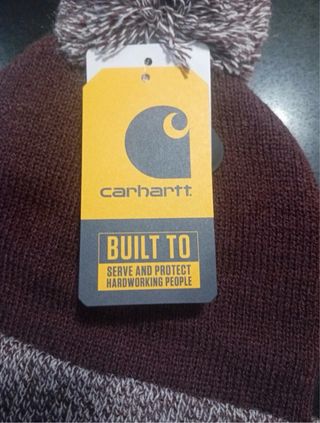 carhartt
BUILT TO
SERVE AND PROTECT
HARDWORKING PEOPLE